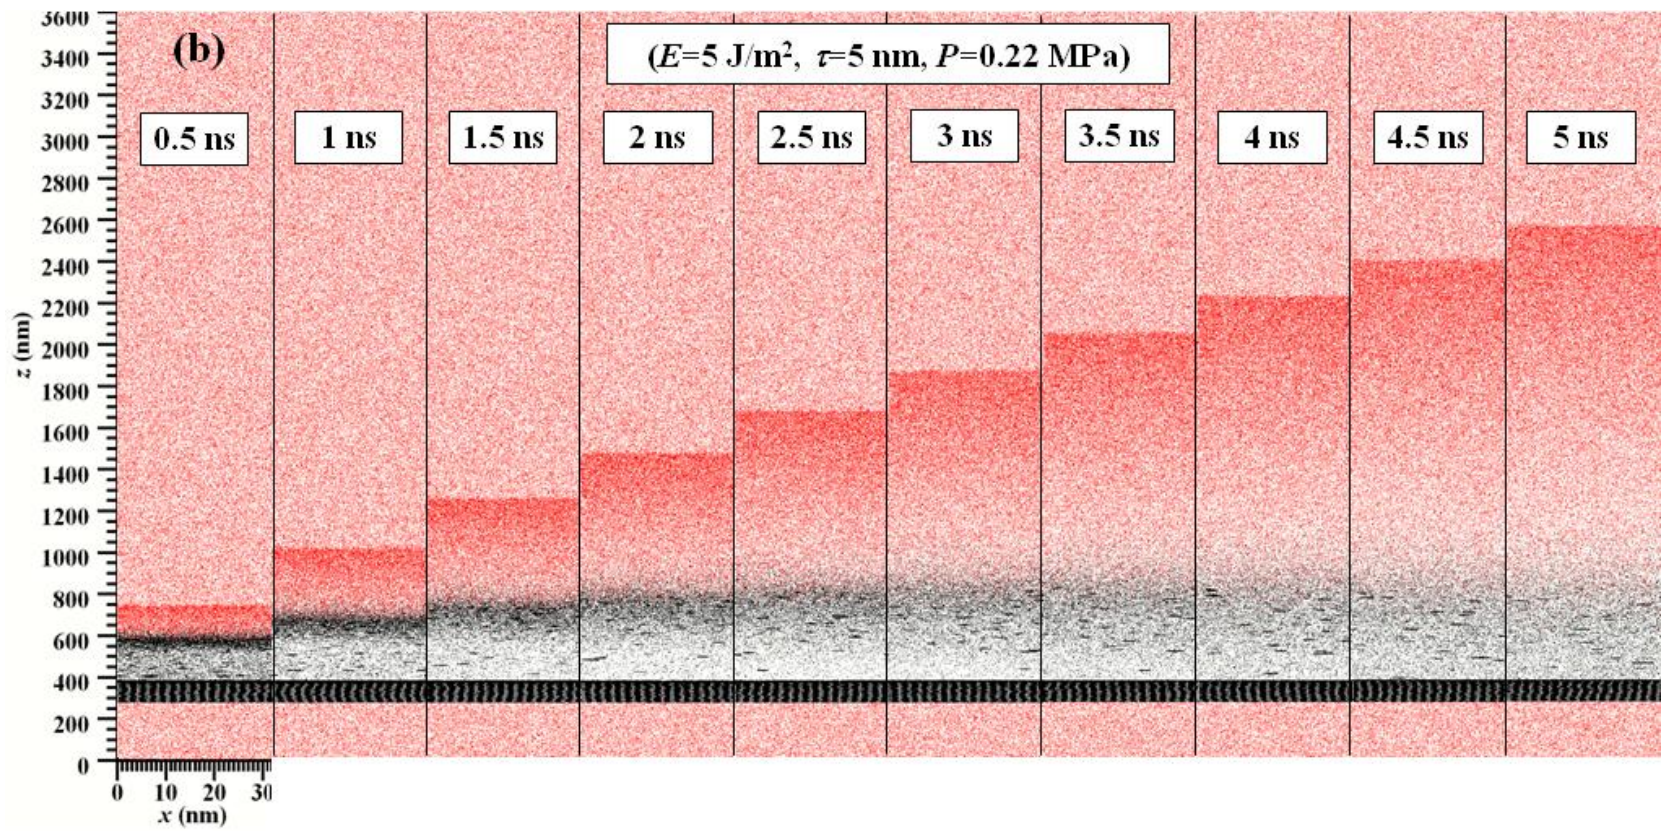 (b)
(E=5 J/m², τ=5 nm, P=0.22 MPa)
0.5 ns
1 ns
1.5 ns
2 ns
2.5 ns
3 ns
3.5 ns
4 ns
4.5 ns
5 ns
3600
3400
3200
3000
2800
2600
2400
2200
2000
1800
1600
1400
1200
1000
800
600
400
200
0
z (nm)
0 10 20 30
x (nm)